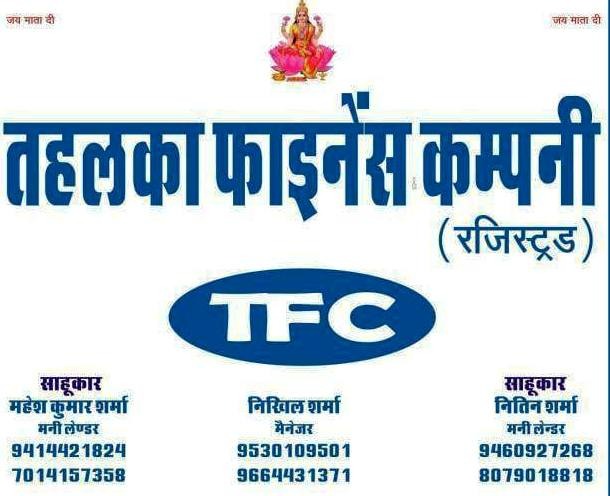 जय माता दी
जय माता दी
तहलका फाइनेंस कम्पनी
(रजिस्ट्रड)
TFC
साहूकार
महेश कुमार शर्मा
मनी लेण्डर
9414421824
7014157358
निखिल शर्मा
मैनेजर
9530109501
9664431371
साहूकार
नितिन शर्मा
मनी लेन्डर
9460927268
8079018818